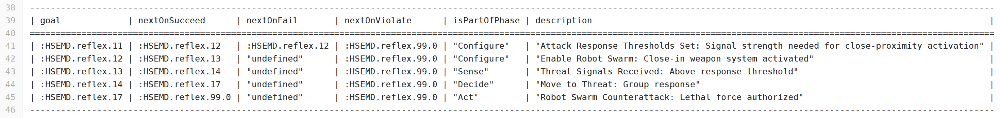 38 -------------------------------------------------------------------------------------------------------------------------------------------------------------------------------------------
39 | goal             | nextOnSucceed      | nextOnFail       | nextOnViolate      | isPartOfPhase | description                                                                             |
40 ===========================================================================================================================================================================================
41 | :HSEMD.reflex.11 | :HSEMD.reflex.12   | :HSEMD.reflex.12 | :HSEMD.reflex.99.0 | "Configure"   | "Attack Response Thresholds Set: Signal strength needed for close-proximity activation" |
42 | :HSEMD.reflex.12 | :HSEMD.reflex.13   | "undefined"      | :HSEMD.reflex.99.0 | "Configure"   | "Enable Robot Swarm: Close-in weapon system activated"                                  |
43 | :HSEMD.reflex.13 | :HSEMD.reflex.14   | "undefined"      | :HSEMD.reflex.99.0 | "Sense"       | "Threat Signals Received: Above response threshold"                                     |
44 | :HSEMD.reflex.14 | :HSEMD.reflex.17   | "undefined"      | :HSEMD.reflex.99.0 | "Decide"      | "Move to Threat: Group response"                                                        |
45 | :HSEMD.reflex.17 | :HSEMD.reflex.99.0 | "undefined"      | :HSEMD.reflex.99.0 | "Act"         | "Robot Swarm Counterattack: Lethal force authorized"                                    |
46 -------------------------------------------------------------------------------------------------------------------------------------------------------------------------------------------